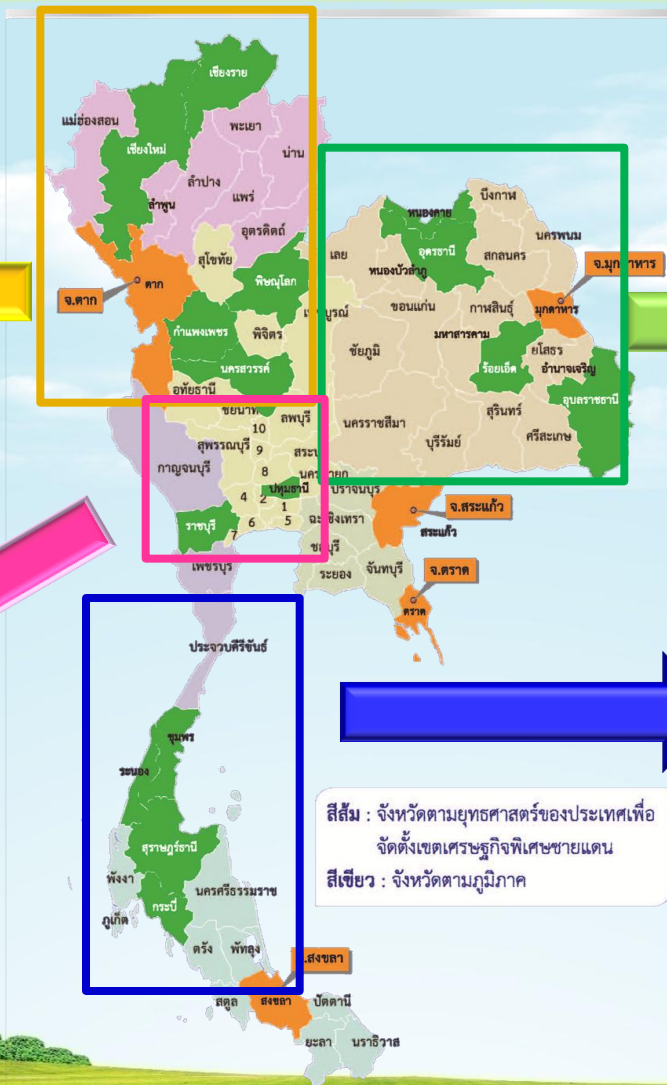 เชียงราย
แม่ฮ่องสอน
พะเยา
เชียงใหม่
น่าน
ลำปาง
ลำพูน
แพร่
อุตรดิตถ์
สุโขทัย
ตาก
จ.ตาก
พิษณุโลก
กำแพงเพชร
พิจิตร
นครสวรรค์
อุทัยธานี
บึงกาฬ
หนองคาย
นครพนม
เลย
อุดรธานี
สกลนคร
หนองบัวลำภู
จ.มุกดาหาร
ขอนแก่น
กาฬสินธุ์
มุกดาหาร
มหาสารคาม
ชัยภูมิ
ยโสธร
ร้อยเอ็ด
อำนาจเจริญ
อุบลราชธานี
นครราชสีมา
สุรินทร์
บุรีรัมย์
ศรีสะเกษ
ชัยนาท
ลพบุรี
10
สุพรรณบุรี
9
กาญจนบุรี
8
ปราจีนบุรี
ปทุมธานี
4
2
1
ราชบุรี
6
5
ฉะเชิงเทรา
7
จ.สระแก้ว
สระแก้ว
ชลบุรี
เพชรบุรี
ระยอง
จันทบุรี
จ.ตราด
ตราด
ประจวบคีรีขันธ์
ชุมพร
ระนอง
สุราษฎร์ธานี
พังงา
นครศรีธรรมราช
กระบี่
ภูเก็ต
ตรัง
พัทลุง
.สงขลา
สตูล
สงขลา
ปัตตานี
ยะลา
นราธิวาส
สีส้ม : จังหวัดตามยุทธศาสตร์ของประเทศเพื่อ
จัดตั้งเขตเศรษฐกิจพิเศษชายแดน
สีเขียว : จังหวัดตามภูมิภาค